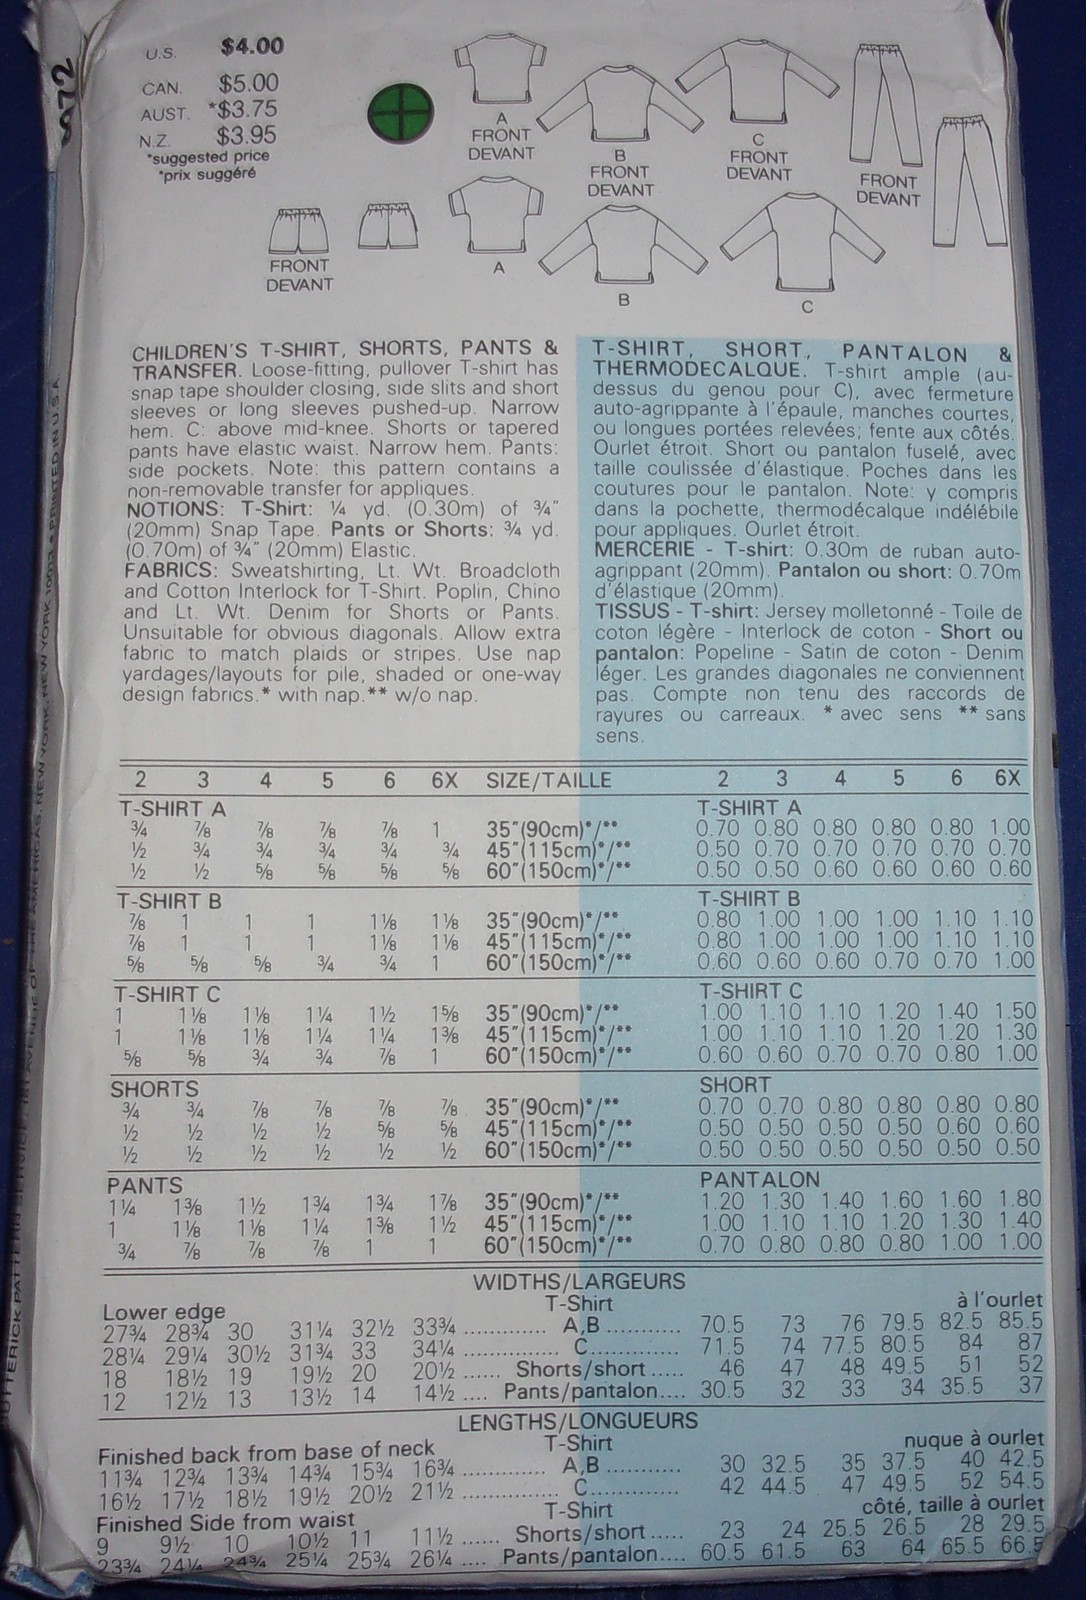 U.S. $4.00
CAN. $5.00
AUST. *$3.75
N.Z. $3.95
*suggested price
*prix suggéré
A
FRONT
DEVANT
B
FRONT
DEVANT
C
FRONT
DEVANT
FRONT
DEVANT
FRONT
DEVANT
A
B
C
CHILDREN'S T-SHIRT, SHORTS, PANTS &
TRANSFER. Loose-fitting, pullover T-shirt has
snap tape shoulder closing, side slits and short
sleeves or long sleeves pushed-up. Narrow
hem. C: above mid-knee. Shorts or tapered
pants have elastic waist. Narrow hem. Pants:
side pockets. Note: this pattern contains a
non-removable transfer for appliques.
NOTIONS: T-Shirt: ¼ yd. (0.30m) of ¾"
(20mm) Snap Tape. Pants or Shorts: ¾ yd.
(0.70m) of ¾" (20mm) Elastic.
FABRICS: Sweatshirting, Lt. Wt. Broadcloth
and Cotton Interlock for T-Shirt. Poplin, Chino
and Lt. Wt. Denim for Shorts or Pants.
Unsuitable for obvious diagonals. Allow extra
fabric to match plaids or stripes. Use nap
yardages/layouts for pile, shaded or one-way
design fabrics.* with nap.** w/o nap.
T-SHIRT, SHORT, PANTALON &
THERMODECALQUE. T-shirt ample (au-
dessus du genou pour C), avec fermeture
auto-agrippante à l'épaule, manches courtes,
ou longues portées relevées; fente aux côtés.
Ourlet étroit. Short ou pantalon fuselé, avec
taille coulissée d'élastique. Poches dans les
coutures pour le pantalon. Note: y compris
dans la pochette, thermodécalque indélébile
pour appliques. Ourlet étroit.
MERCERIE - T-shirt: 0.30m de ruban auto-
agrippant (20mm). Pantalon ou short: 0.70m
d'élastique (20mm).
TISSUS - T-shirt: Jersey molletonné - Toile de
coton légère - Interlock de coton - Short ou
pantalon: Popeline - Satin de coton - Denim
léger. Les grandes diagonales ne conviennent
pas. Compte non tenu des raccords de
rayures ou carreaux. * avec sens ** sans
sens.
2 3 4 5 6 6X SIZE/TAILLE 2 3 4 5 6 6X
T-SHIRT A T-SHIRT A
¾ ⅞ ⅞ ⅞ ⅞ 1 35"(90cm)*/** 0.70 0.80 0.80 0.80 0.80 1.00
½ ¾ ¾ ¾ ¾ ¾ 45"(115cm)*/** 0.50 0.70 0.70 0.70 0.70 0.70
½ ½ ⅝ ⅝ ⅝ ⅝ 60"(150cm)*/** 0.50 0.50 0.60 0.60 0.60 0.60
T-SHIRT B T-SHIRT B
⅞ 1 1 1 1⅛ 1⅛ 35"(90cm)*/** 0.80 1.00 1.00 1.00 1.10 1.10
⅞ 1 1 1 1⅛ 1⅛ 45"(115cm)*/** 0.80 1.00 1.00 1.00 1.10 1.10
⅝ ⅝ ⅝ ¾ ¾ 1 60"(150cm)*/** 0.60 0.60 0.60 0.70 0.70 1.00
T-SHIRT C T-SHIRT C
1 1⅛ 1⅛ 1¼ 1½ 1⅝ 35"(90cm)*/** 1.00 1.10 1.10 1.20 1.40 1.50
1 1⅛ 1⅛ 1¼ 1¼ 1⅜ 45"(115cm)*/** 1.00 1.10 1.10 1.20 1.20 1.30
⅝ ⅝ ¾ ¾ ⅞ 1 60"(150cm)*/** 0.60 0.60 0.70 0.70 0.80 1.00
SHORTS SHORT
¾ ¾ ⅞ ⅞ ⅞ ⅞ 35"(90cm)*/** 0.70 0.70 0.80 0.80 0.80 0.80
½ ½ ½ ½ ⅝ ⅝ 45"(115cm)*/** 0.50 0.50 0.50 0.50 0.60 0.60
½ ½ ½ ½ ½ ½ 60"(150cm)*/** 0.50 0.50 0.50 0.50 0.50 0.50
PANTS PANTALON
1¼ 1⅜ 1½ 1¾ 1¾ 1⅞ 35"(90cm)*/** 1.20 1.30 1.40 1.60 1.60 1.80
1 1⅛ 1⅛ 1¼ 1⅜ 1½ 45"(115cm)*/** 1.00 1.10 1.10 1.20 1.30 1.40
¾ ⅞ ⅞ ⅞ 1 1 60"(150cm)*/** 0.70 0.80 0.80 0.80 1.00 1.00
WIDTHS/LARGEURS
Lower edge T-Shirt à l'ourlet
27¾ 28¾ 30 31¼ 32½ 33¾ .............. A,B ........... 70.5 73 76 79.5 82.5 85.5
28¼ 29¼ 30½ 31¾ 33 34¼ ................ C............. 71.5 74 77.5 80.5 84 87
18 18½ 19 19½ 20 20½ ...... Shorts/short ..... 46 47 48 49.5 51 52
12 12½ 13 13½ 14 14½ .... Pants/pantalon.... 30.5 32 33 34 35.5 37
LENGTHS/LONGUEURS
Finished back from base of neck T-Shirt nuque à ourlet
11¾ 12¾ 13¾ 14¾ 15¾ 16¾ .............. A,B ........... 30 32.5 35 37.5 40 42.5
16½ 17½ 18½ 19½ 20½ 21½ ................ C............. 42 44.5 47 49.5 52 54.5
Finished Side from waist T-Shirt côté, taille à ourlet
9 9½ 10 10½ 11 11½ ...... Shorts/short ..... 23 24 25.5 26.5 28 29.5
23¾ 24¼ 24¾ 25¼ 25¾ 26¼ .... Pants/pantalon.... 60.5 61.5 63 64 65.5 66.5
NEW YORK, NEW YORK 10013 • PRINTED IN U.S.A.